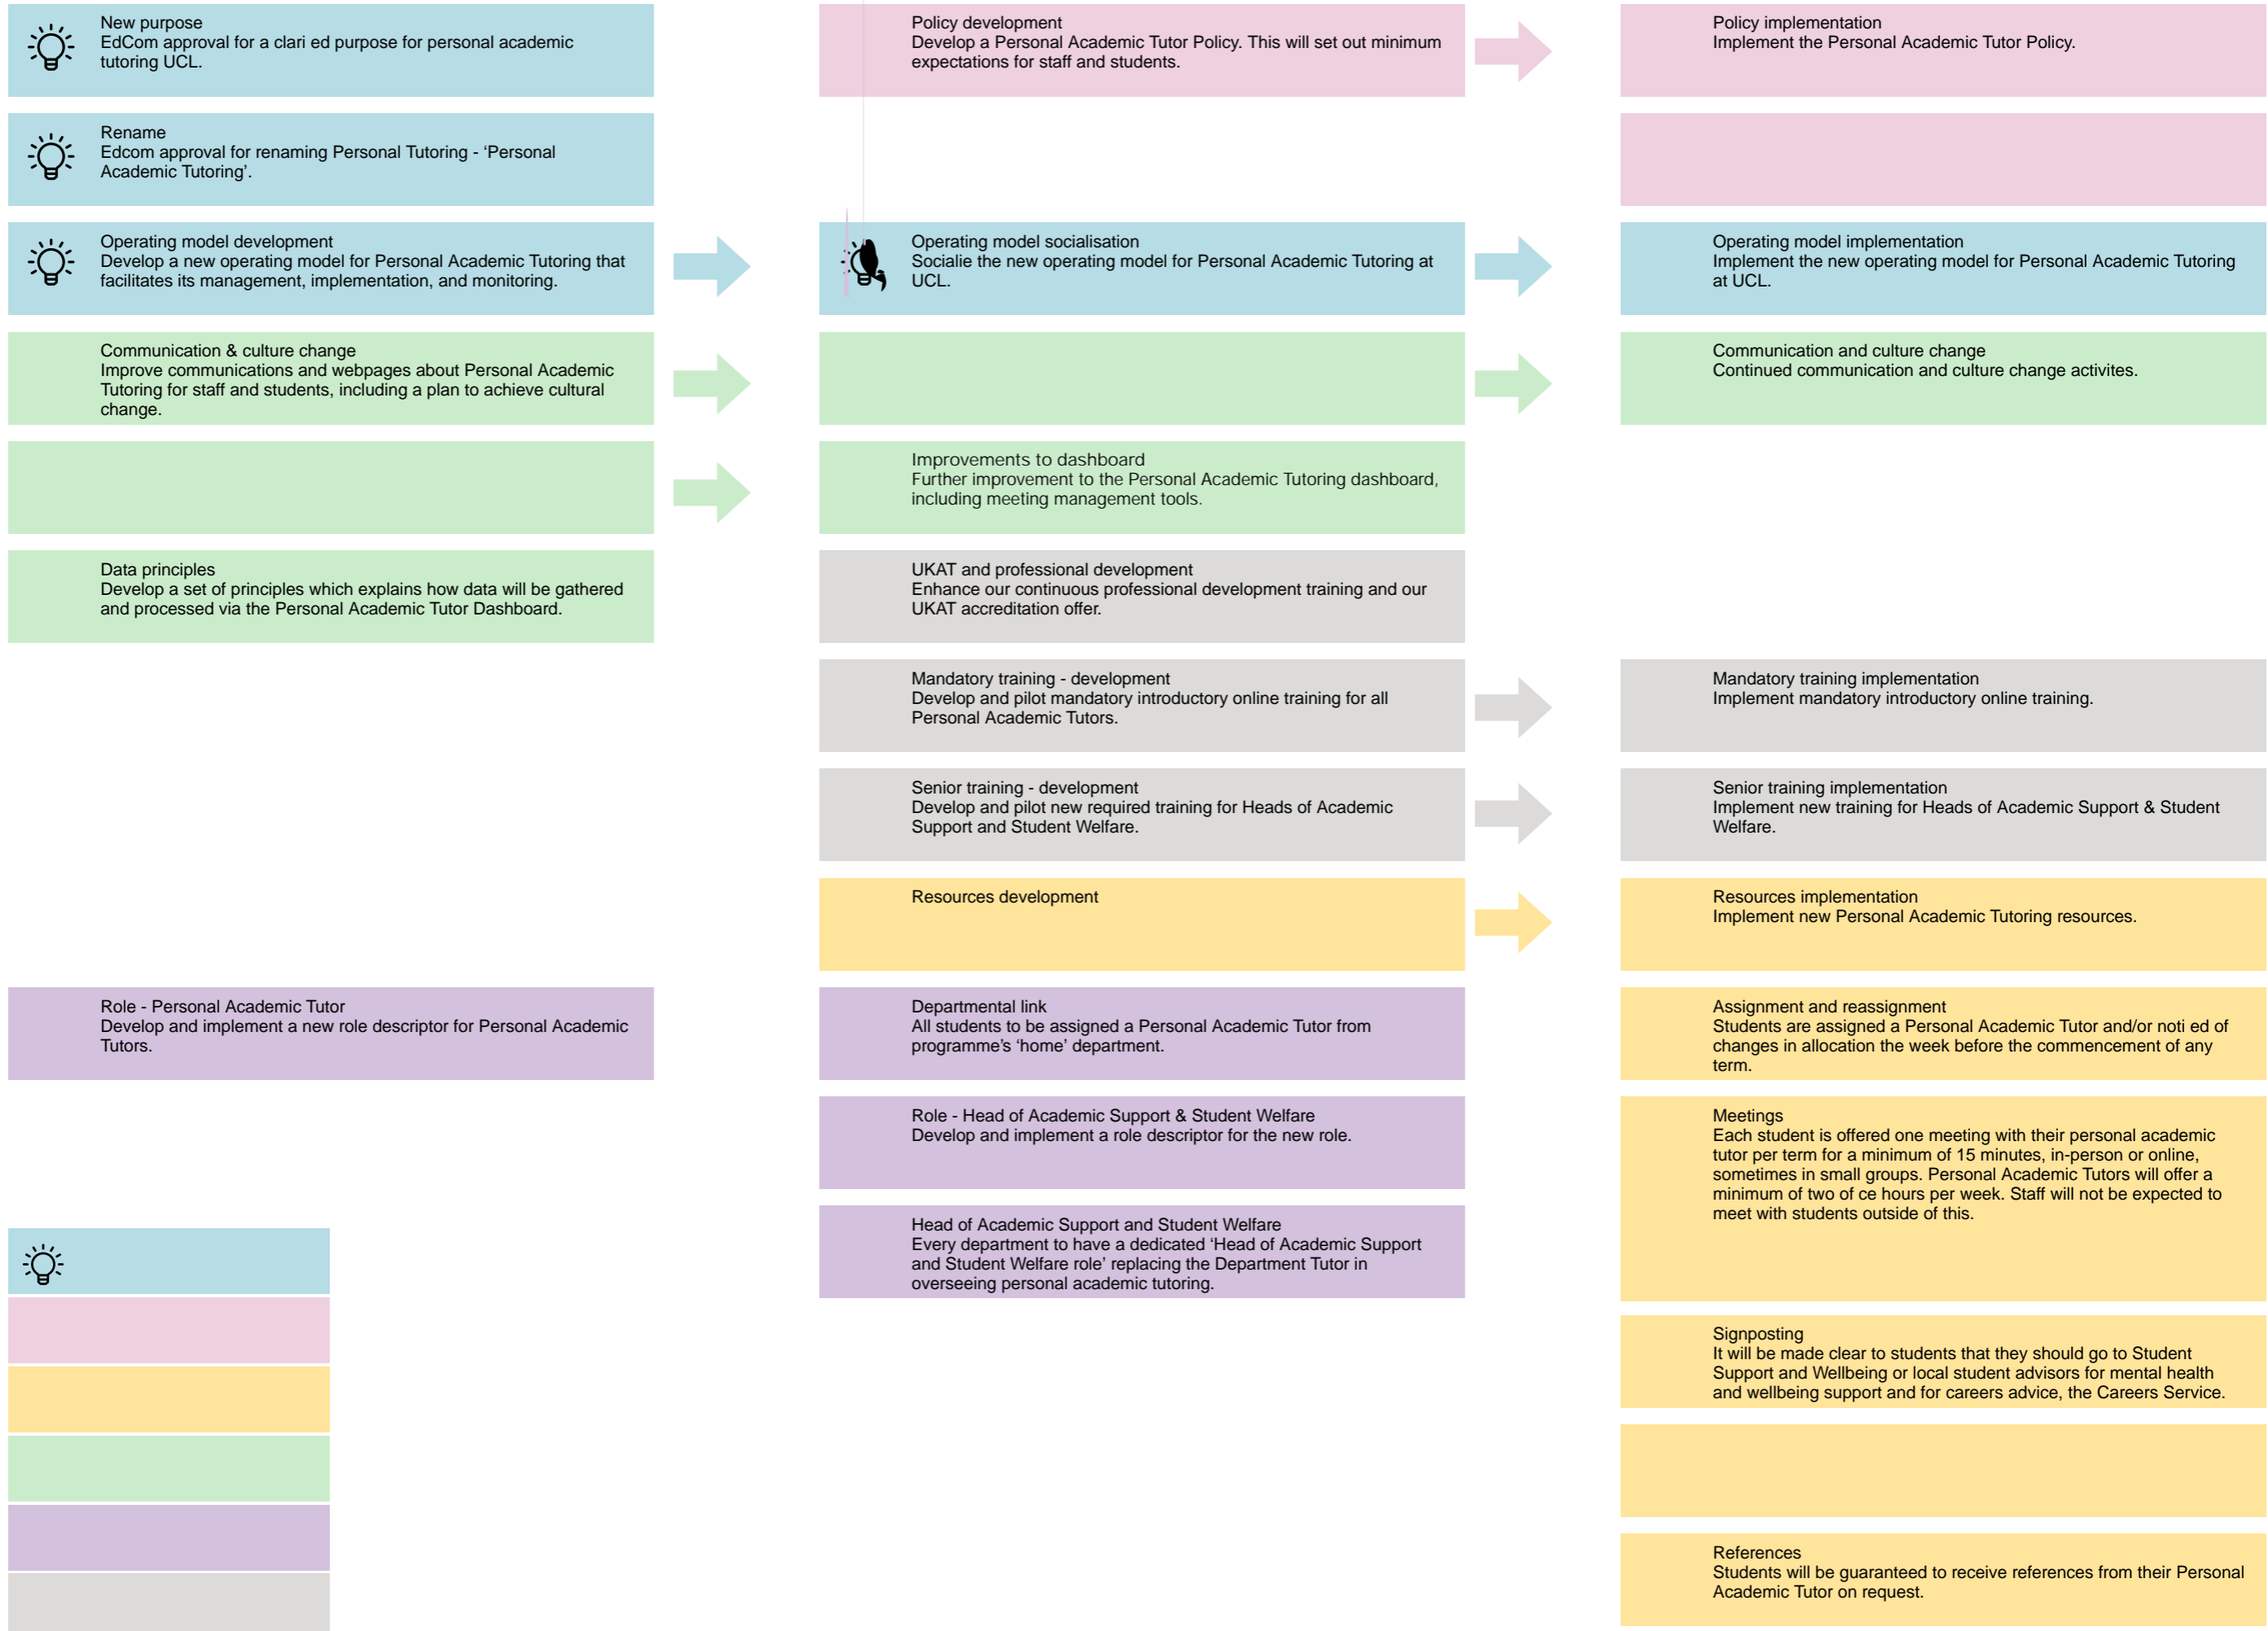 New purpose
EdCom approval for a clari ed purpose for personal academic
tutoring UCL.
Rename
Edcom approval for renaming Personal Tutoring - ‘Personal
Academic Tutoring’.
Operating model development
Develop a new operating model for Personal Academic Tutoring that
facilitates its management, implementation, and monitoring.
Communication & culture change
Improve communications and webpages about Personal Academic
Tutoring for staff and students, including a plan to achieve cultural
change.
Data principles
Develop a set of principles which explains how data will be gathered
and processed via the Personal Academic Tutor Dashboard.
Role - Personal Academic Tutor
Develop and implement a new role descriptor for Personal Academic
Tutors.
Policy development
Develop a Personal Academic Tutor Policy. This will set out minimum
expectations for staff and students.
Operating model socialisation
Socialie the new operating model for Personal Academic Tutoring at
UCL.
Improvements to dashboard
Further improvement to the Personal Academic Tutoring dashboard,
including meeting management tools.
UKAT and professional development
Enhance our continuous professional development training and our
UKAT accreditation offer.
Mandatory training - development
Develop and pilot mandatory introductory online training for all
Personal Academic Tutors.
Senior training - development
Develop and pilot new required training for Heads of Academic
Support and Student Welfare.
Resources development
Departmental link
All students to be assigned a Personal Academic Tutor from
programme’s ‘home’ department.
Role - Head of Academic Support & Student Welfare
Develop and implement a role descriptor for the new role.
Head of Academic Support and Student Welfare
Every department to have a dedicated ‘Head of Academic Support
and Student Welfare role’ replacing the Department Tutor in
overseeing personal academic tutoring.
Policy implementation
Implement the Personal Academic Tutor Policy.
Operating model implementation
Implement the new operating model for Personal Academic Tutoring
at UCL.
Communication and culture change
Continued communication and culture change activites.
Mandatory training implementation
Implement mandatory introductory online training.
Senior training implementation
Implement new training for Heads of Academic Support & Student
Welfare.
Resources implementation
Implement new Personal Academic Tutoring resources.
Assignment and reassignment
Students are assigned a Personal Academic Tutor and/or noti ed of
changes in allocation the week before the commencement of any
term.
Meetings
Each student is offered one meeting with their personal academic
tutor per term for a minimum of 15 minutes, in-person or online,
sometimes in small groups. Personal Academic Tutors will offer a
minimum of two of ce hours per week. Staff will not be expected to
meet with students outside of this.
Signposting
It will be made clear to students that they should go to Student
Support and Wellbeing or local student advisors for mental health
and wellbeing support and for careers advice, the Careers Service.
References
Students will be guaranteed to receive references from their Personal
Academic Tutor on request.